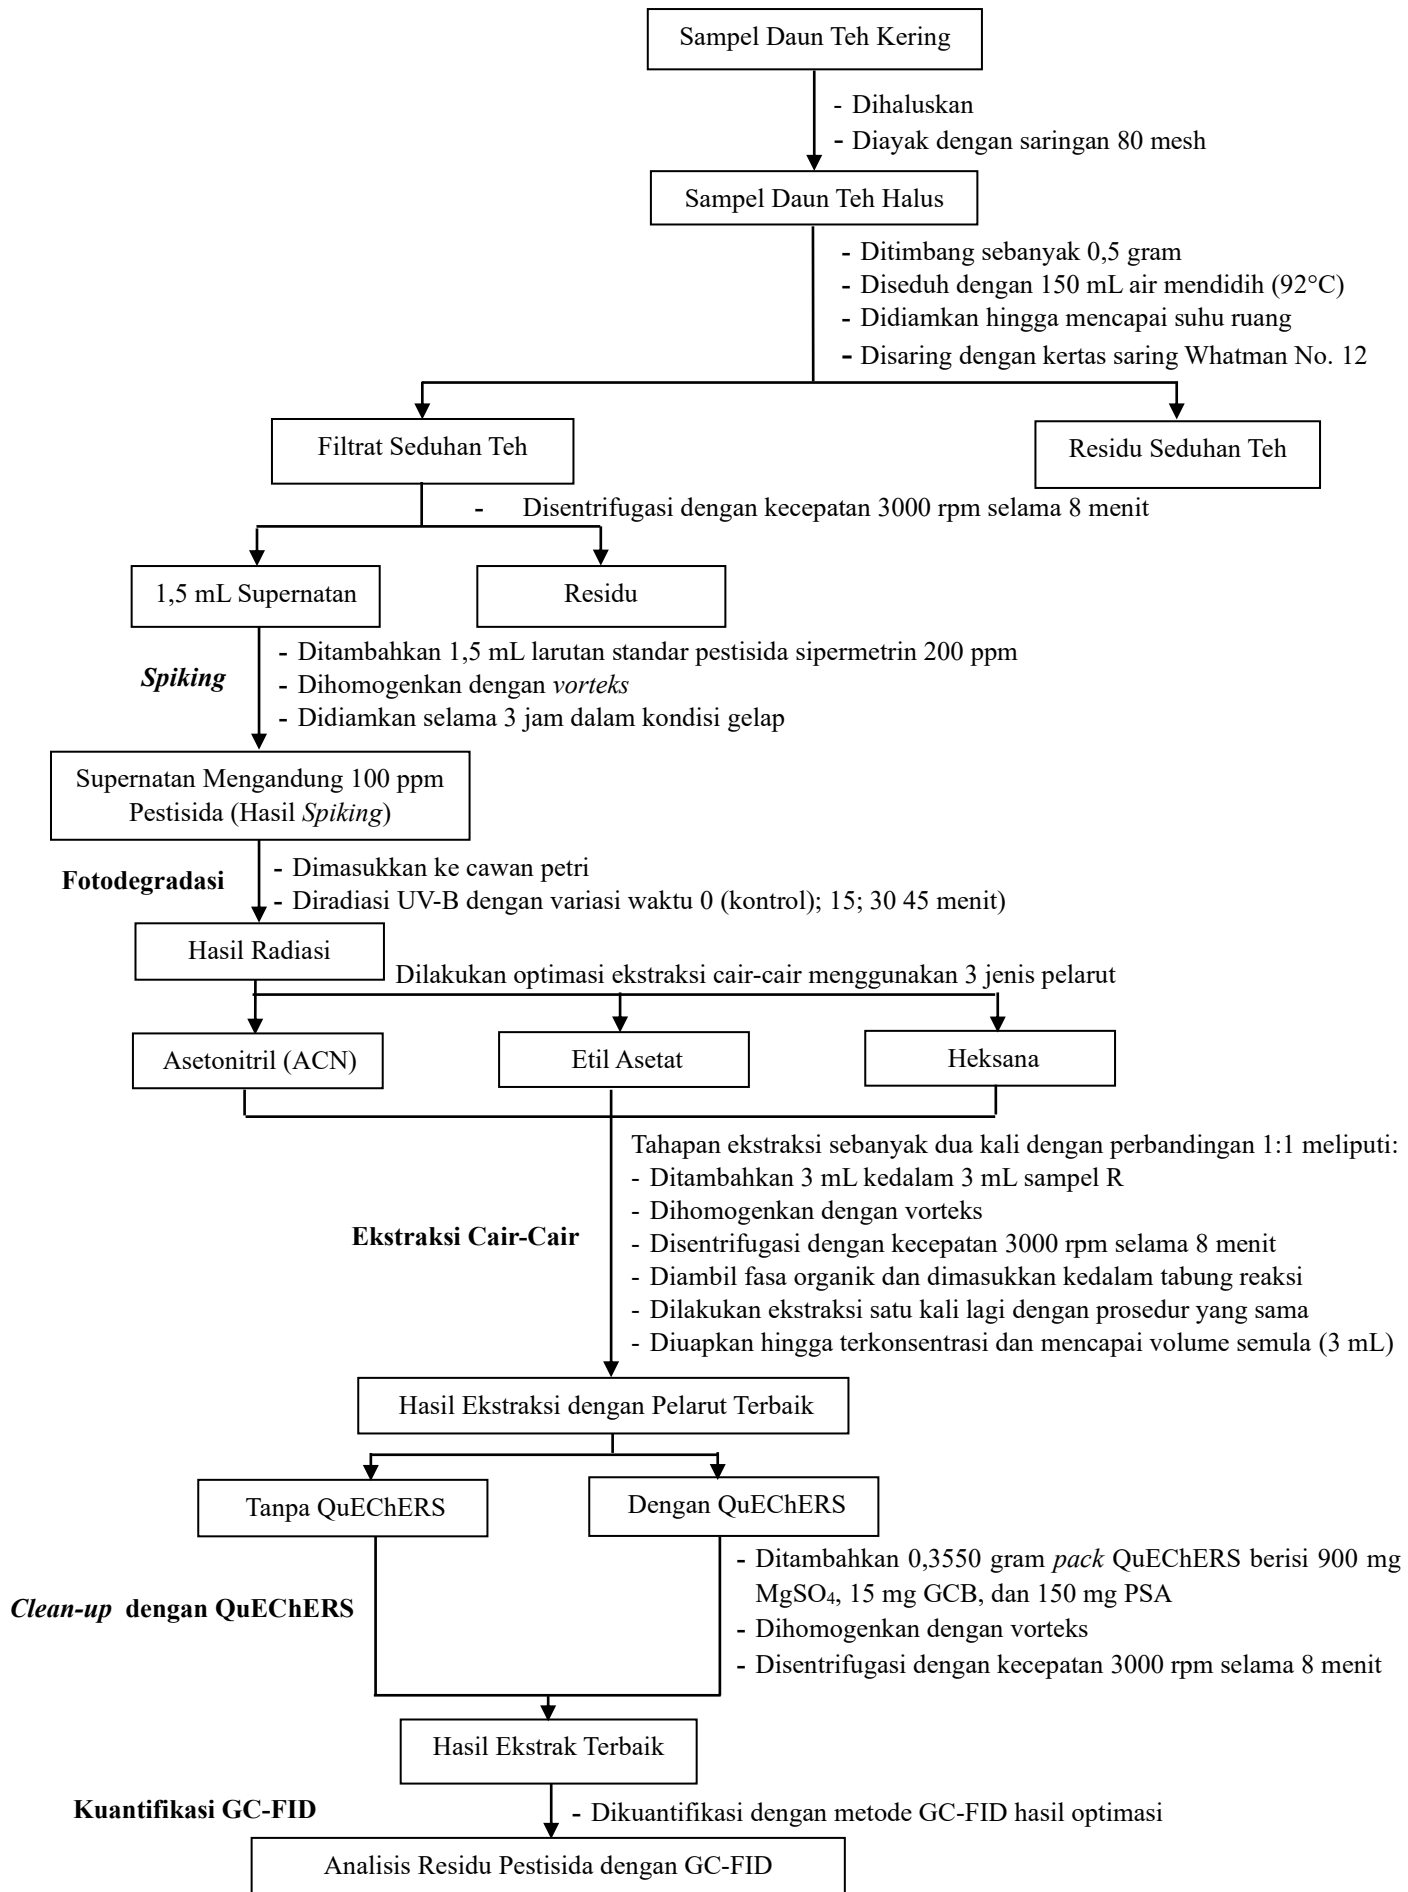 Sampel Daun Teh Kering
- Dihaluskan
- Diayak dengan saringan 80 mesh
Sampel Daun Teh Halus
- Ditimbang sebanyak 0,5 gram
- Diseduh dengan 150 mL air mendidih (92°C)
- Didiamkan hingga mencapai suhu ruang
- Disaring dengan kertas saring Whatman No. 12
Filtrat Seduhan Teh
Residu Seduhan Teh
- Disentrifugasi dengan kecepatan 3000 rpm selama 8 menit
1,5 mL Supernatan
Residu
Spiking
- Ditambahkan 1,5 mL larutan standar pestisida sipermetrin 200 ppm
- Dihomogenkan dengan vorteks
- Didiamkan selama 3 jam dalam kondisi gelap
Supernatan Mengandung 100 ppm
Pestisida (Hasil Spiking)
Fotodegradasi
- Dimasukkan ke cawan petri
- Diradiasi UV-B dengan variasi waktu 0 (kontrol); 15; 30 45 menit)
Hasil Radiasi
Dilakukan optimasi ekstraksi cair-cair menggunakan 3 jenis pelarut
Asetonitril (ACN)
Etil Asetat
Heksana
Ekstraksi Cair-Cair
Tahapan ekstraksi sebanyak dua kali dengan perbandingan 1:1 meliputi:
- Ditambahkan 3 mL kedalam 3 mL sampel R
- Dihomogenkan dengan vorteks
- Disentrifugasi dengan kecepatan 3000 rpm selama 8 menit
- Diambil fasa organik dan dimasukkan kedalam tabung reaksi
- Dilakukan ekstraksi satu kali lagi dengan prosedur yang sama
- Diuapkan hingga terkonsentrasi dan mencapai volume semula (3 mL)
Hasil Ekstraksi dengan Pelarut Terbaik
Tanpa QuEChERS
Dengan QuEChERS
Clean-up dengan QuEChERS
- Ditambahkan 0,3550 gram pack QuEChERS berisi 900 mg
MgSO₄, 15 mg GCB, dan 150 mg PSA
- Dihomogenkan dengan vorteks
- Disentrifugasi dengan kecepatan 3000 rpm selama 8 menit
Hasil Ekstrak Terbaik
Kuantifikasi GC-FID
- Dikuantifikasi dengan metode GC-FID hasil optimasi
Analisis Residu Pestisida dengan GC-FID